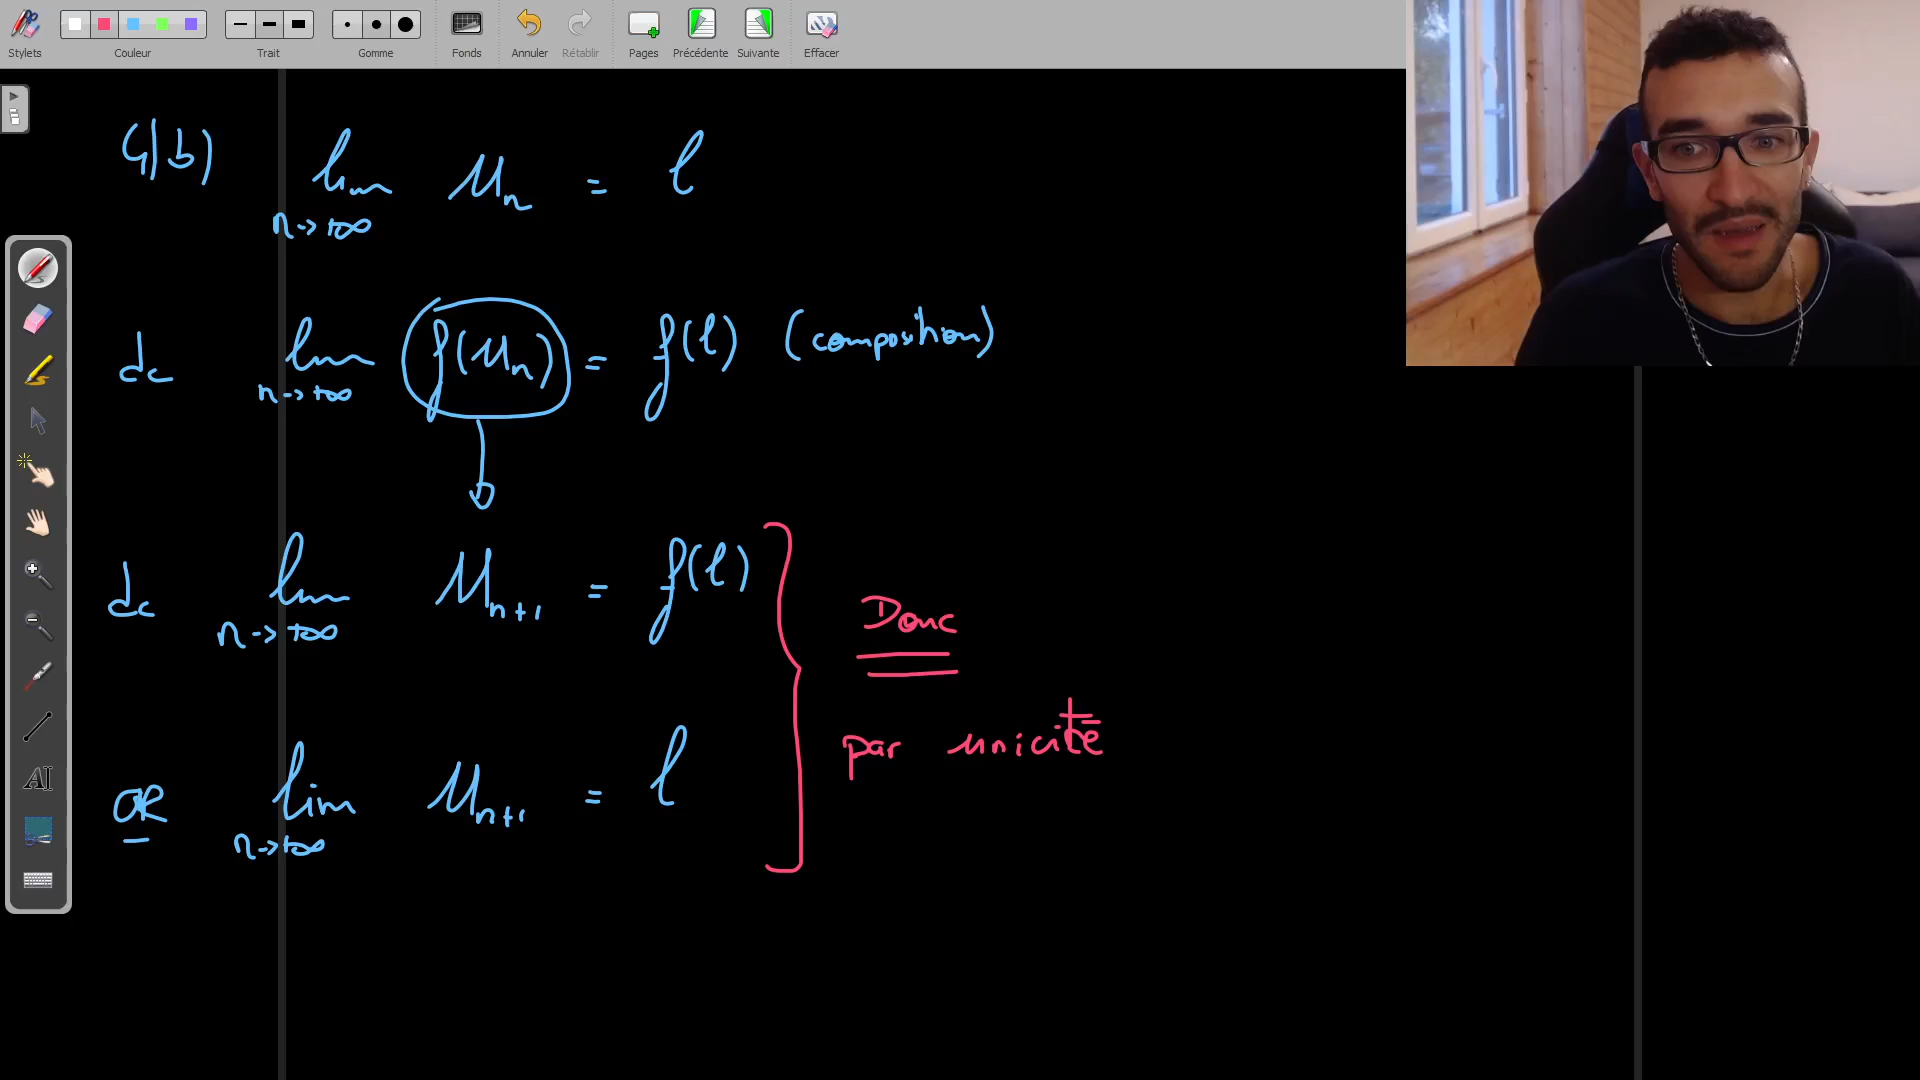 Stylets Couleur Trait Gomme Fonds Annuler Rétablir Pages Précédente Suivante Effacer
4) b) lim uₙ = l
n→+∞
dc lim f(uₙ) = f(l) (composition)
n→+∞
dc lim uₙ₊₁ = f(l)
n→+∞
Donc
par unicité
OR lim uₙ₊₁ = l
n→+∞
AI